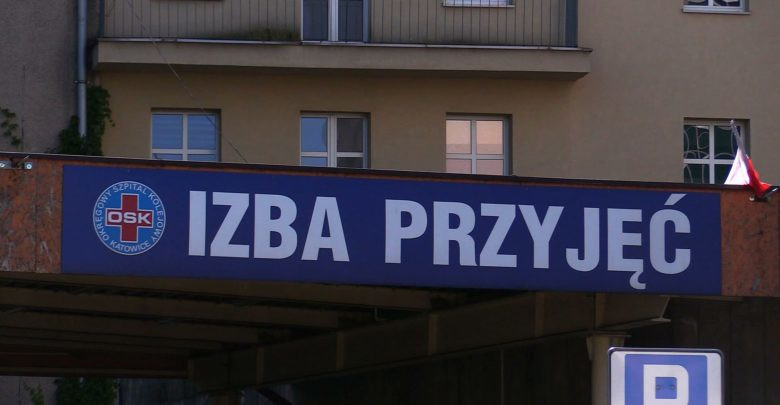 OKRĘGOWY SZPITAL KOLEJOWY
OSK
KATOWICE
IZBA PRZYJĘĆ
P